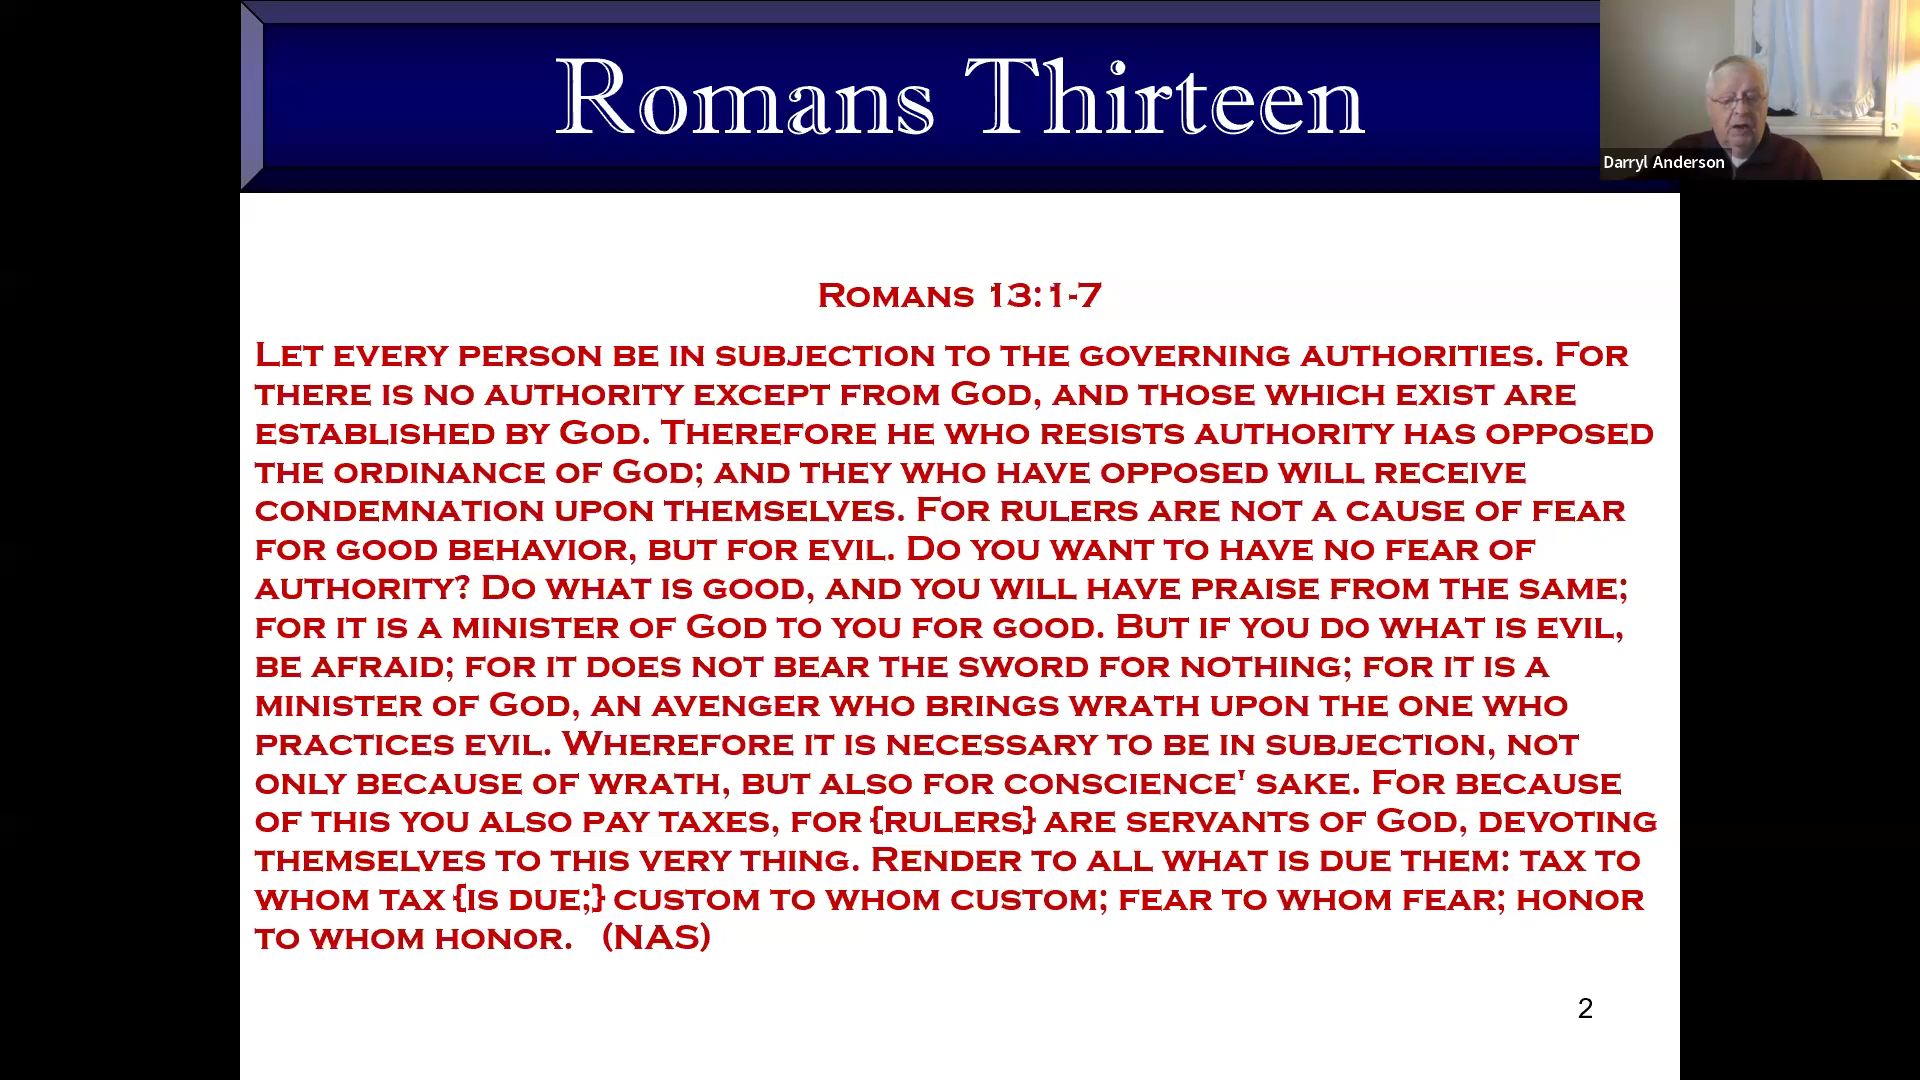 Romans Thirteen
Darryl Anderson
Romans 13:1-7
Let every person be in subjection to the governing authorities. For
there is no authority except from God, and those which exist are
established by God. Therefore he who resists authority has opposed
the ordinance of God; and they who have opposed will receive
condemnation upon themselves. For rulers are not a cause of fear
for good behavior, but for evil. Do you want to have no fear of
authority? Do what is good, and you will have praise from the same;
for it is a minister of God to you for good. But if you do what is evil,
be afraid; for it does not bear the sword for nothing; for it is a
minister of God, an avenger who brings wrath upon the one who
practices evil. Wherefore it is necessary to be in subjection, not
only because of wrath, but also for conscience' sake. For because
of this you also pay taxes, for {rulers} are servants of God, devoting
themselves to this very thing. Render to all what is due them: tax to
whom tax {is due;} custom to whom custom; fear to whom fear; honor
to whom honor. (NAS)
2